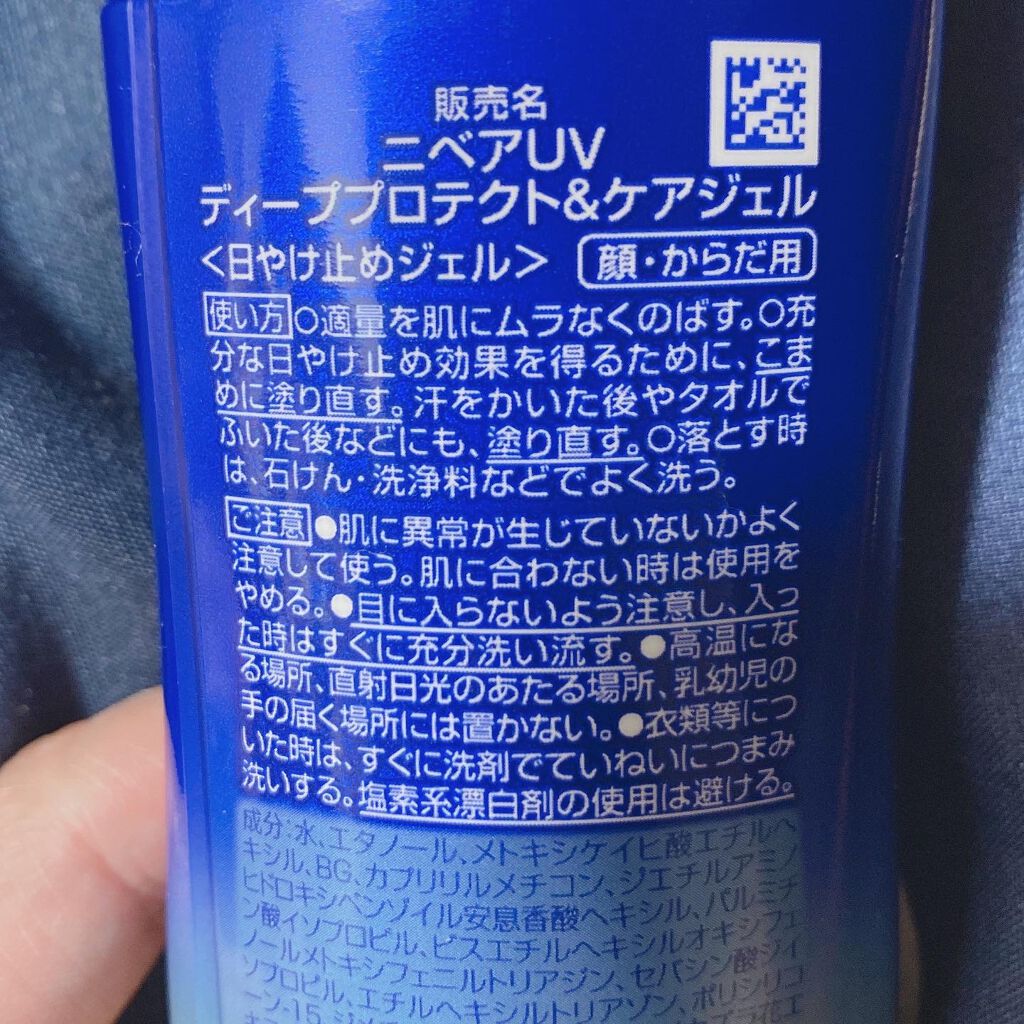 販売名
ニベアUV
ディーププロテクト&ケアジェル
<日やけ止めジェル> 顔・からだ用
使い方 ○適量を肌にムラなくのばす。○充
分な日やけ止め効果を得るために、こま
めに塗り直す。汗をかいた後やタオルで
ふいた後などにも、塗り直す。○落とす時
は、石けん・洗浄料などでよく洗う。
ご注意 ●肌に異常が生じていないかよく
注意して使う。肌に合わない時は使用を
やめる。●目に入らないよう注意し、入っ
た時はすぐに充分洗い流す。●高温にな
る場所、直射日光のあたる場所、乳幼児の
手の届く場所には置かない。●衣類等につ
いた時は、すぐに洗剤でていねいにつまみ
洗いする。塩素系漂白剤の使用は避ける。
成分:水、エタノール、メトキシケイヒ酸エチルヘ
キシル、BG、カプリリルメチコン、ジエチルアミノ
ヒドロキシベンゾイル安息香酸ヘキシル、パルミチ
ン酸イソプロピル、ビスエチルヘキシルオキシフェ
ノールメトキシフェニルトリアジン、セバシン酸ジイ
ソプロピル、エチルヘキシルトリアゾン、ポリシリコ
ーン-15、ジメ